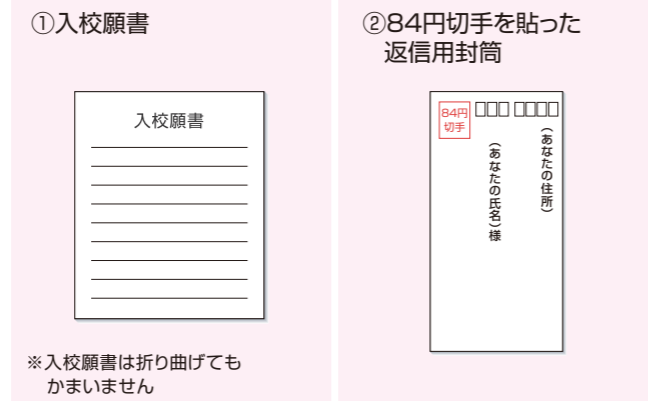 ①入校願書
入校願書
※入校願書は折り曲げても
かまいません
②84円切手を貼った
返信用封筒
84円
切手
(あなたの住所)
(あなたの氏名)様